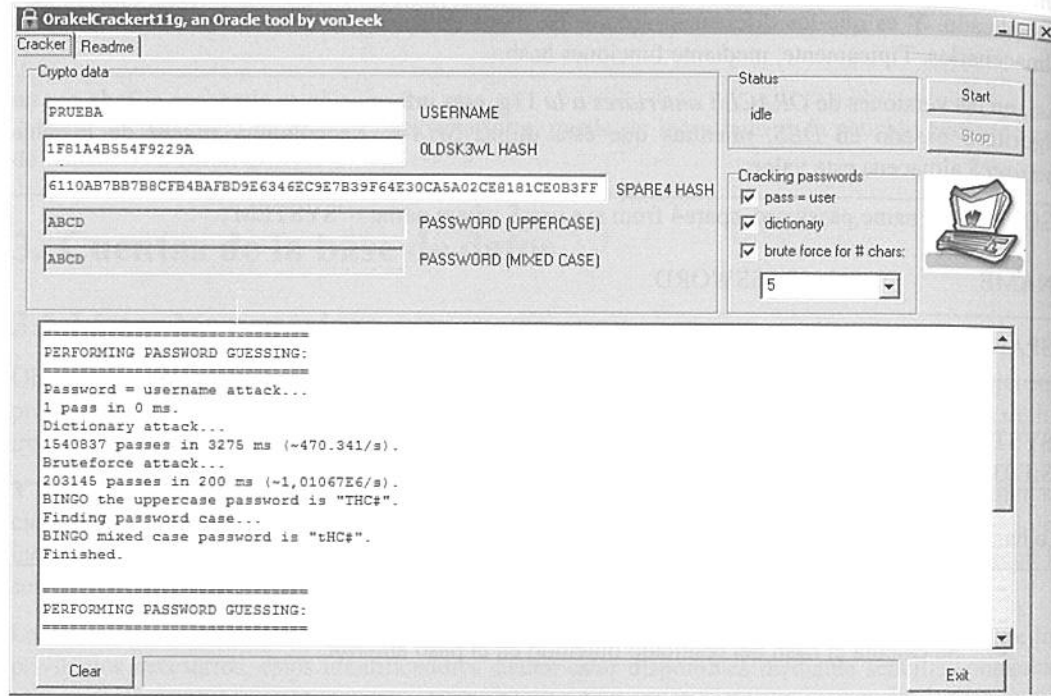 OrakelCrackert11g, an Oracle tool by vonJeek
Cracker Readme
Crypto data
PRUEBA USERNAME
1F81A4B554F9229A 0LDSK3WL HASH
6110AB7BB7B8CFB4BAFBD9E6346EC9E7B39F64E30CA5A02CE8181CE0B3FF SPARE4 HASH
ABCD PASSWORD (UPPERCASE)
ABCD PASSWORD (MIXED CASE)
Status
idle
Start
Stop
Cracking passwords
pass = user
dictionary
brute force for # chars:
5
==============================
PERFORMING PASSWORD GUESSING:
==============================
Password = username attack...
1 pass in 0 ms.
Dictionary attack...
1540837 passes in 3275 ms (~470.341/s).
Bruteforce attack...
203145 passes in 200 ms (~1,01067E6/s).
BINGO the uppercase password is "THC#".
Finding password case...
BINGO mixed case password is "tHC#".
Finished.
==============================
PERFORMING PASSWORD GUESSING:
==============================
Clear
Exit